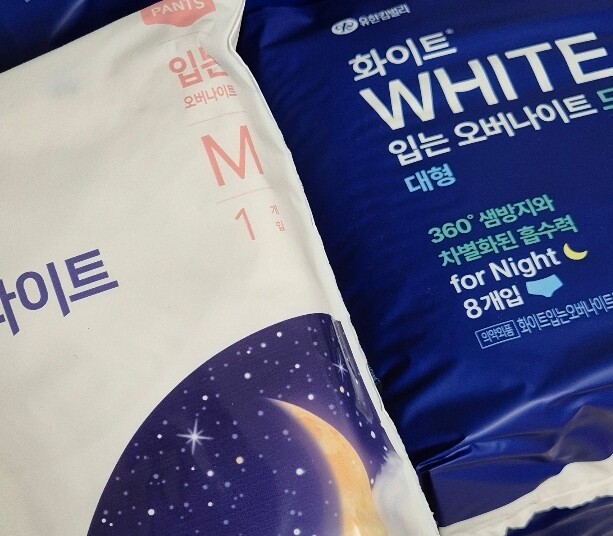 PANTS
입는
오버나이트
M
1
개
입
나이트
유한킴벌리
화이트
WHITE
입는 오버나이트
대형
360° 샘방지와
차별화된 흡수력
for Night
8개입
의약외품 화이트입는오버나이트